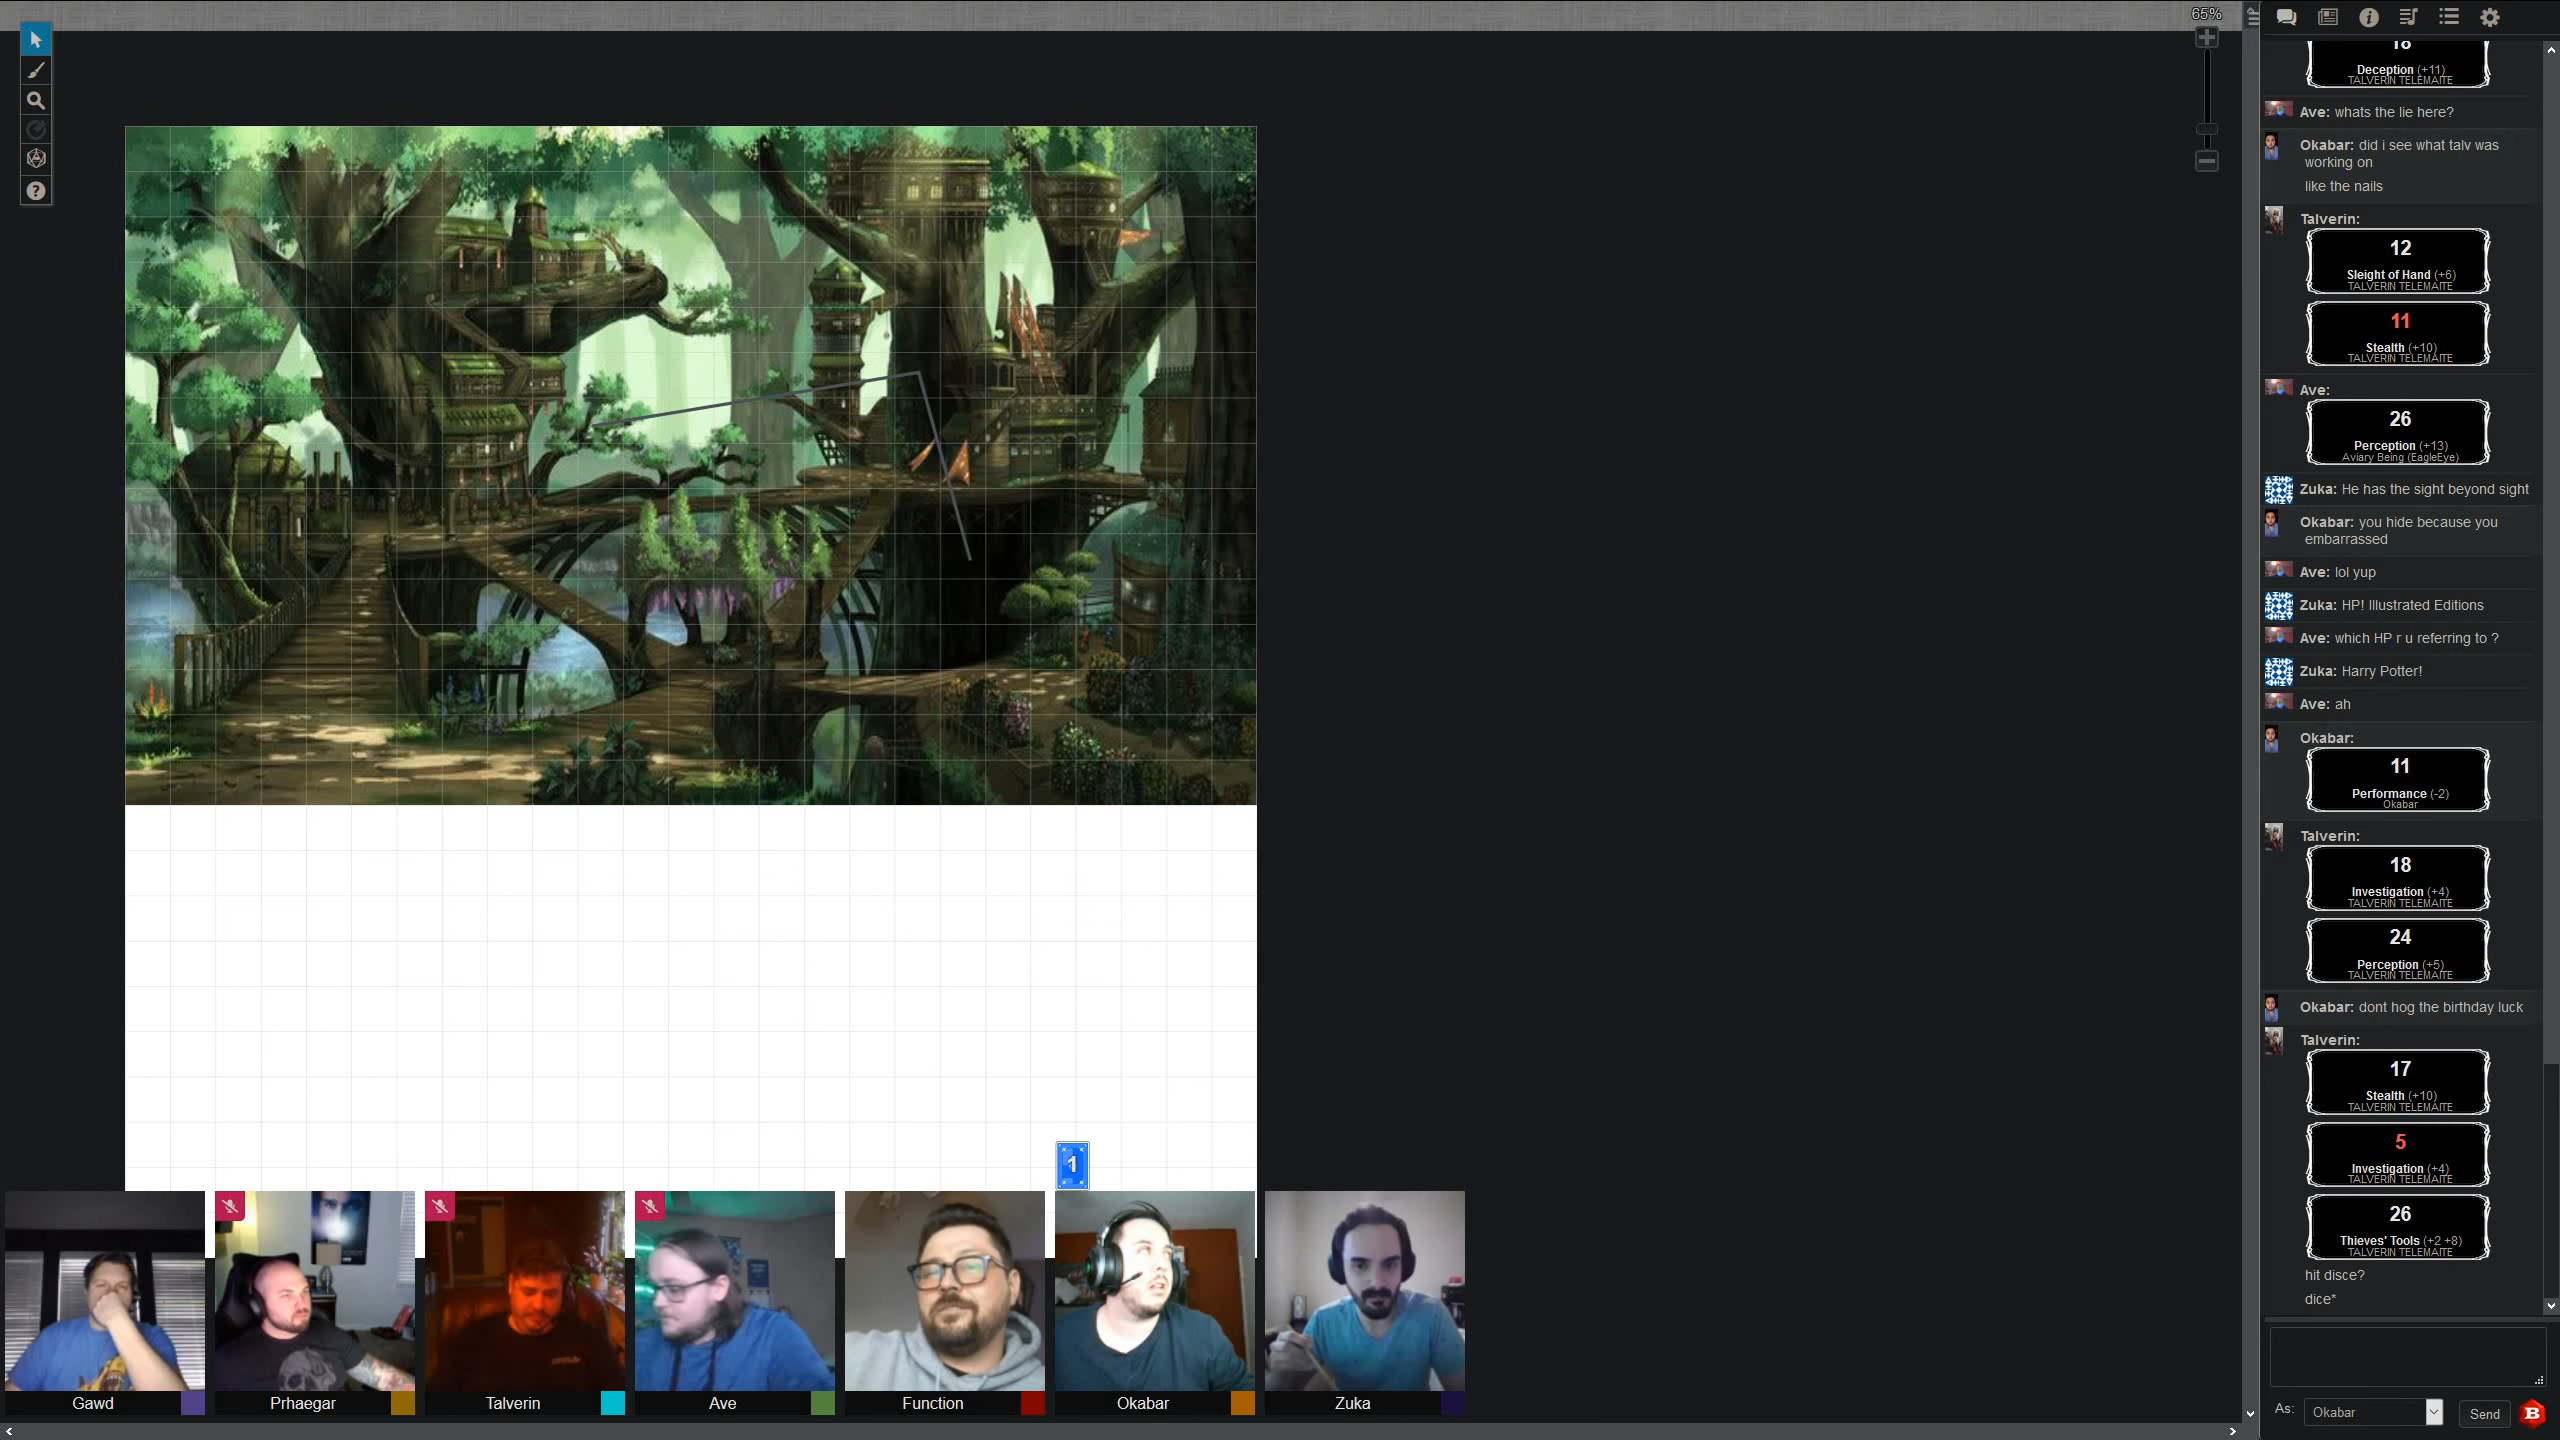 65%
18
Deception (+11)
TALVERIN TELEMAITE
Ave: whats the lie here?
Okabar: did i see what talv was
working on
like the nails
Talverin:
12
Sleight of Hand (+6)
TALVERIN TELEMAITE
11
Stealth (+10)
TALVERIN TELEMAITE
Ave:
26
Perception (+13)
Aviary Being (EagleEye)
Zuka: He has the sight beyond sight
Okabar: you hide because you
embarrassed
Ave: lol yup
Zuka: HP! Illustrated Editions
Ave: which HP r u referring to ?
Zuka: Harry Potter!
Ave: ah
Okabar:
11
Performance (-2)
Okabar
Talverin:
18
Investigation (+4)
TALVERIN TELEMAITE
24
Perception (+5)
TALVERIN TELEMAITE
Okabar: dont hog the birthday luck
Talverin:
17
Stealth (+10)
TALVERIN TELEMAITE
5
Investigation (+4)
TALVERIN TELEMAITE
26
Thieves' Tools (+2 +8)
TALVERIN TELEMAITE
hit disce?
dice*
As: Okabar Send
1
Gawd
Prhaegar
Talverin
Ave
Function
Okabar
Zuka